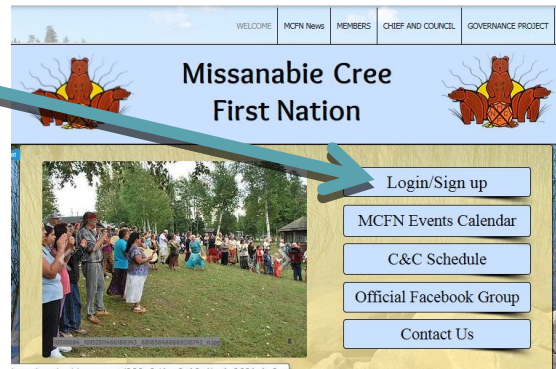 WELCOME MCFN News MEMBERS CHIEF AND COUNCIL GOVERNANCE PROJECT
Missanabie Cree
First Nation
Login/Sign up
MCFN Events Calendar
C&C Schedule
Official Facebook Group
Contact Us